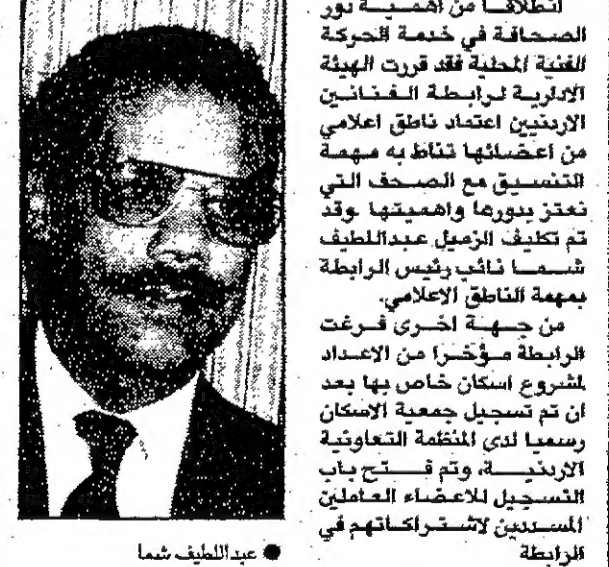 انطلاقا من اهمية دور
الصحافة في خدمة الحركة
الفنية المحلية فقد قررت الهيئة
الادارية لرابطة الفنانين
الاردنيين اعتماد ناطق اعلامي
من اعضائها تناط به مهمة
التنسيق مع الصحف التي
نعتز بدورها واهميتها .وقد
تم تكليف الزميل عبداللطيف
شما نائب رئيس الرابطة
بمهمة الناطق الاعلامي.
من جهة اخرى فرغت
الرابطة مؤخرا من الاعداد
لمشروع اسكان خاص بها بعد
ان تم تسجيل جمعية الاسكان
رسميا لدى المنظمة التعاونية
الاردنية، وتم فتح باب
التسجيل للاعضاء العاملين
المسددين لاشتراكاتهم في
الرابطة
● عبداللطيف شما